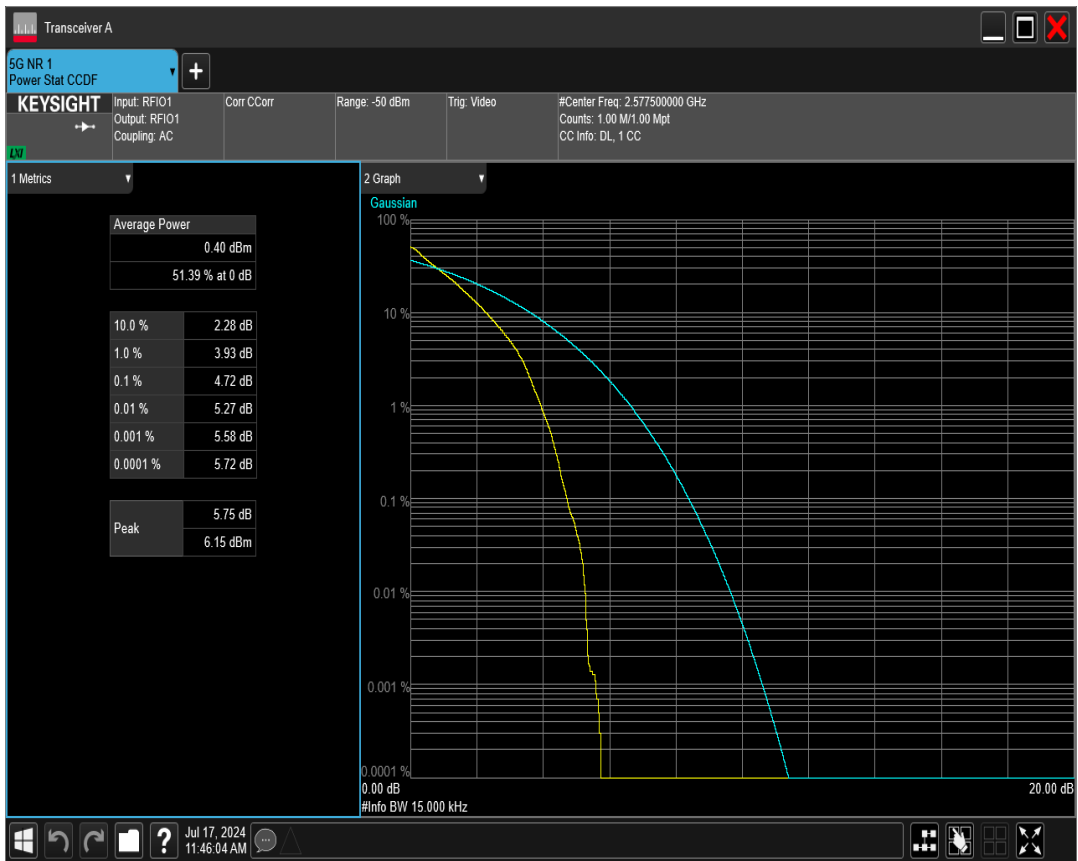 Transceiver A
5G NR 1
Power Stat CCDF
KEYSIGHT
LXI
Input: RFIO1
Output: RFIO1
Coupling: AC
Corr CCorr
Range: -50 dBm
Trig: Video
#Center Freq: 2.577500000 GHz
Counts: 1.00 M/1.00 Mpt
CC Info: DL, 1 CC
1 Metrics
Average Power
0.40 dBm
51.39 % at 0 dB
10.0 % 2.28 dB
1.0 % 3.93 dB
0.1 % 4.72 dB
0.01 % 5.27 dB
0.001 % 5.58 dB
0.0001 % 5.72 dB
Peak
5.75 dB
6.15 dBm
2 Graph
Gaussian
100 %
10 %
1 %
0.1 %
0.01 %
0.001 %
0.0001 %
0.00 dB
20.00 dB
#Info BW 15.000 kHz
?
Jul 17, 2024
11:46:04 AM